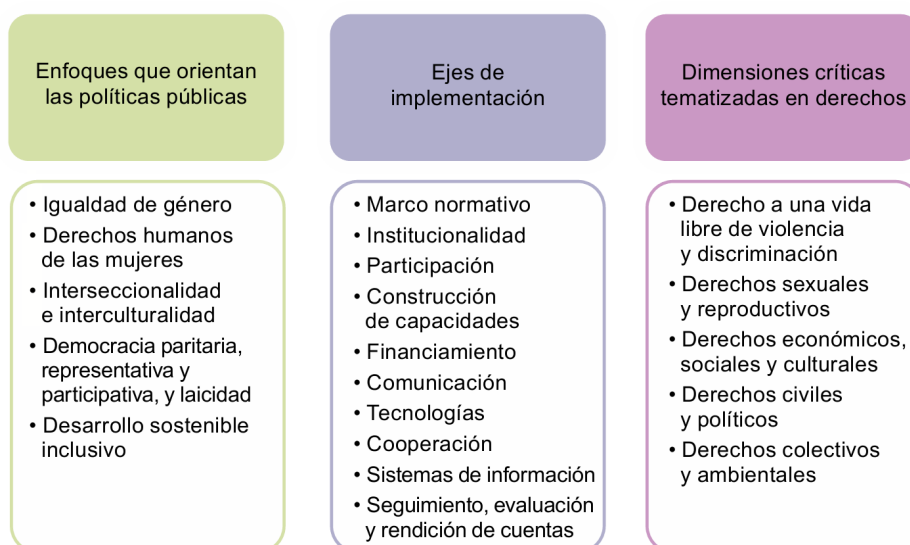 Enfoques que orientan
las políticas públicas
• Igualdad de género
• Derechos humanos
de las mujeres
• Interseccionalidad
e interculturalidad
• Democracia paritaria,
representativa y
participativa, y laicidad
• Desarrollo sostenible
inclusivo
Ejes de
implementación
• Marco normativo
• Institucionalidad
• Participación
• Construcción
de capacidades
• Financiamiento
• Comunicación
• Tecnologías
• Cooperación
• Sistemas de información
• Seguimiento, evaluación
y rendición de cuentas
Dimensiones críticas
tematizadas en derechos
• Derecho a una vida
libre de violencia
y discriminación
• Derechos sexuales
y reproductivos
• Derechos económicos,
sociales y culturales
• Derechos civiles
y políticos
• Derechos colectivos
y ambientales